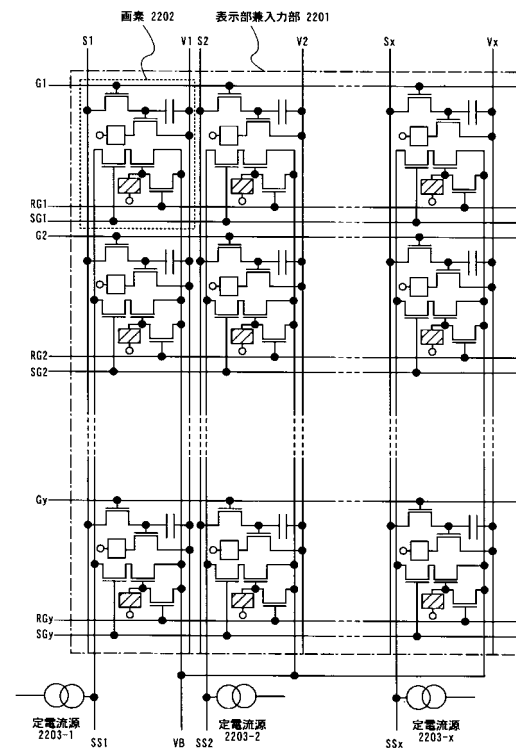 画素 2202
表示部兼入力部 2201
S1
V1
S2
V2
Sx
Vx
G1
RG1
SG1
G2
RG2
SG2
Gy
RGy
SGy
定電流源
2203-1
定電流源
2203-2
定電流源
2203-x
SS1
VB
SS2
SSx